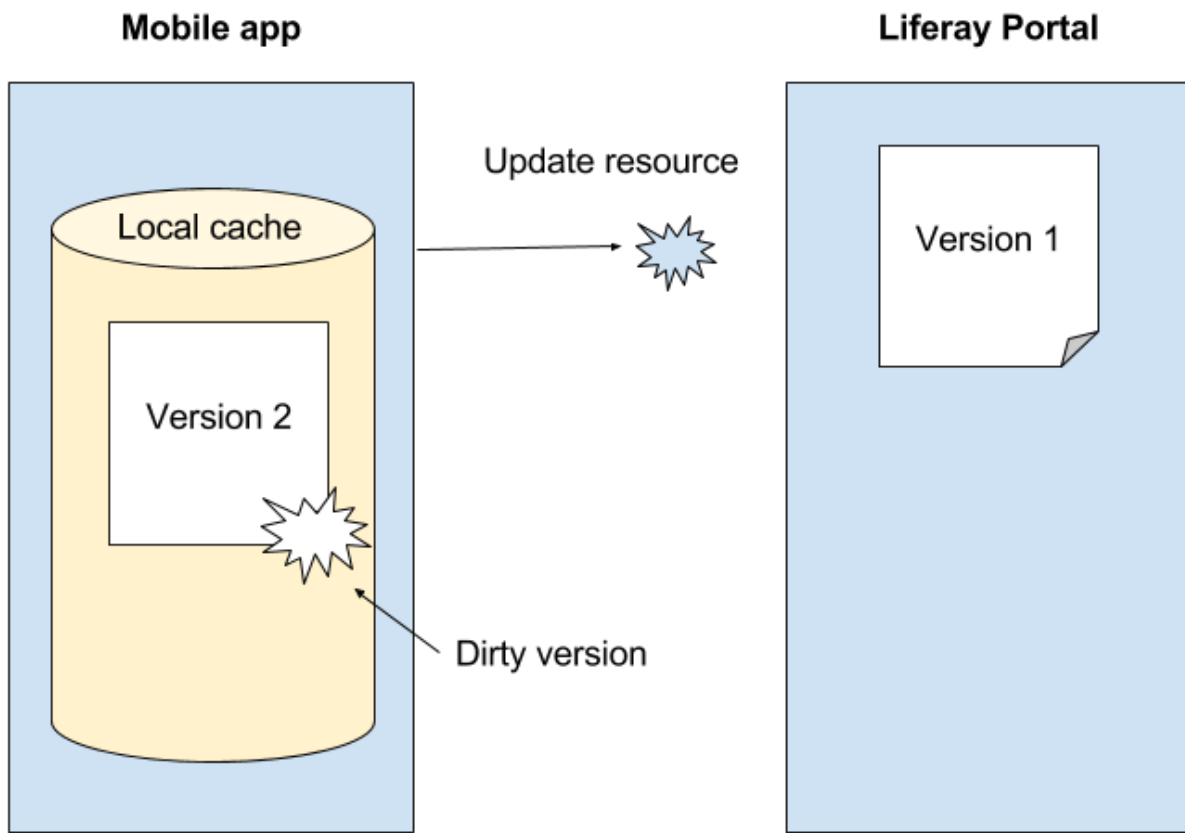 Mobile app
Liferay Portal
Update resource
Local cache
Version 1
Version 2
Dirty version